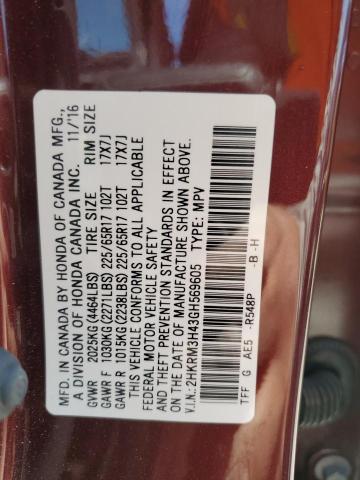 MFD. IN CANADA BY HONDA OF CANADA MFG.,
A DIVISION OF HONDA CANADA INC. 11/'16
GVWR 2025KG(4464LBS) TIRE SIZE RIM SIZE
GAWR F 1030KG(2271LBS) 225/65R17 102T 17X7J
GAWR R 1015KG(2238LBS) 225/65R17 102T 17X7J
THIS VEHICLE CONFORMS TO ALL APPLICABLE
FEDERAL MOTOR VEHICLE SAFETY
AND THEFT PREVENTION STANDARDS IN EFFECT
ON THE DATE OF MANUFACTURE SHOWN ABOVE.
V.I.N.: 2HKRM3H43GH569605 TYPE: MPV
TFF G AE5 -R548P -B -H